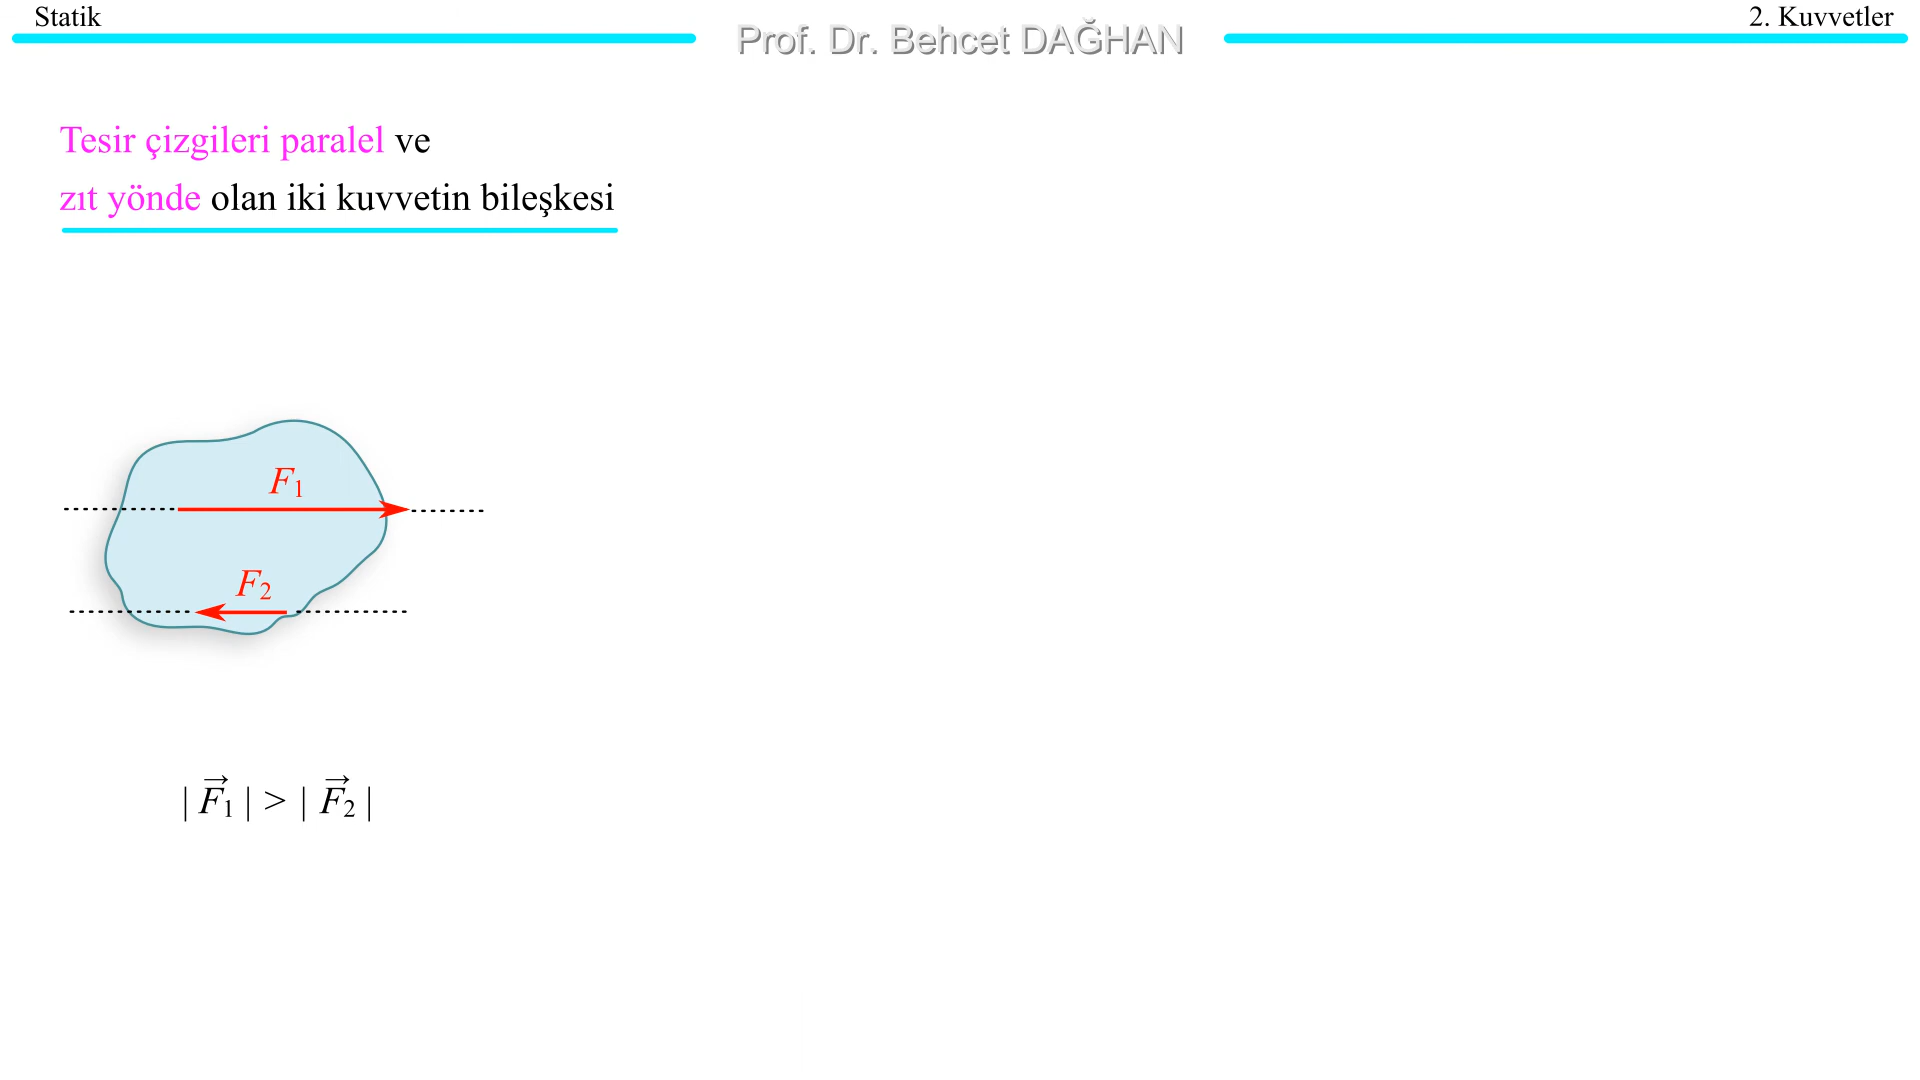 Statik
Prof. Dr. Behcet DAĞHAN
2. Kuvvetler
Tesir çizgileri paralel ve
zıt yönde olan iki kuvvetin bileşkesi
F₁
F₂
| F⃗₁ | > | F⃗₂ |